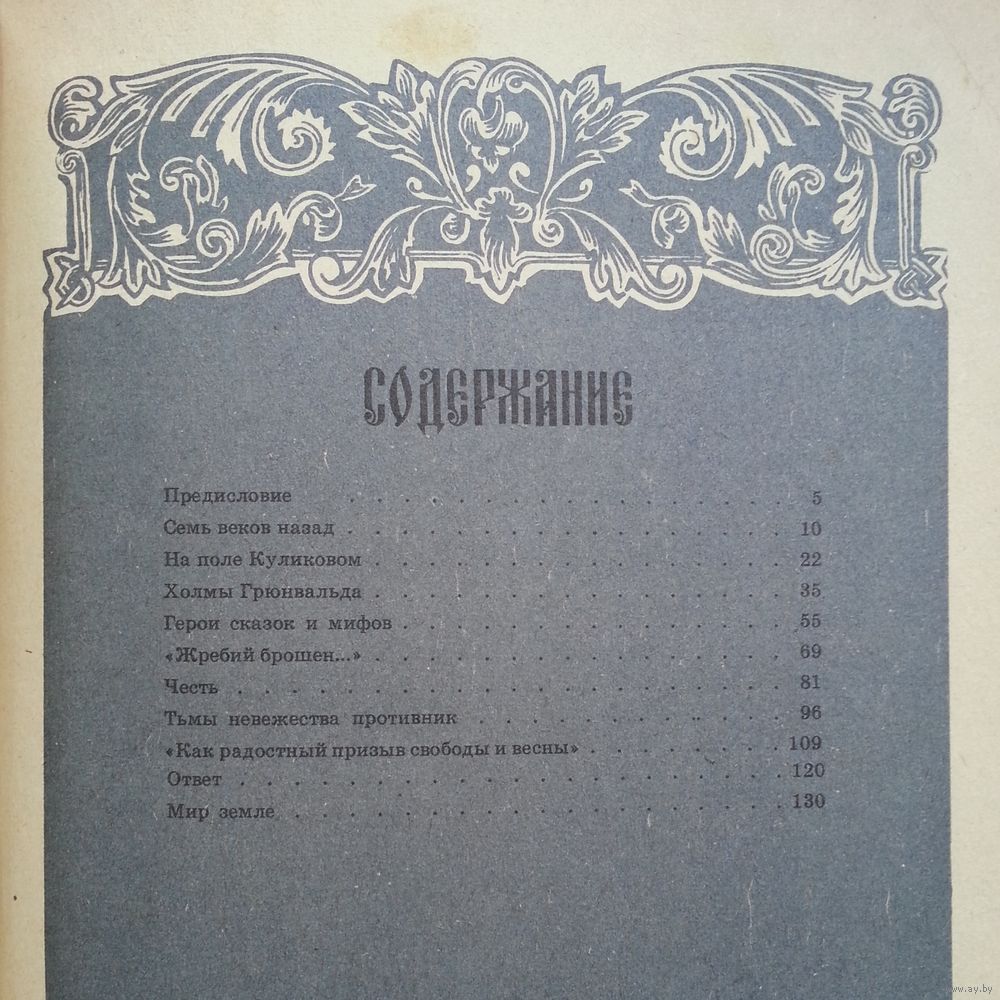 СОДЕРЖАНИЕ
Предисловие . . . . . . . . . . . . . . . . . . 5
Семь веков назад . . . . . . . . . . . . . . . . . 10
На поле Куликовом . . . . . . . . . . . . . . . . 22
Холмы Грюнвальда . . . . . . . . . . . . . . . . 35
Герои сказок и мифов . . . . . . . . . . . . . . . 55
«Жребий брошен...» . . . . . . . . . . . . . . . . 69
Честь . . . . . . . . . . . . . . . . . . . . . 81
Тьмы невежества противник . . . . . . . . . . . . 96
«Как радостный призыв свободы и весны» . . . . . . . . 109
Ответ . . . . . . . . . . . . . . . . . . . . . 120
Мир земле . . . . . . . . . . . . . . . . . . . 130
www.ay.by